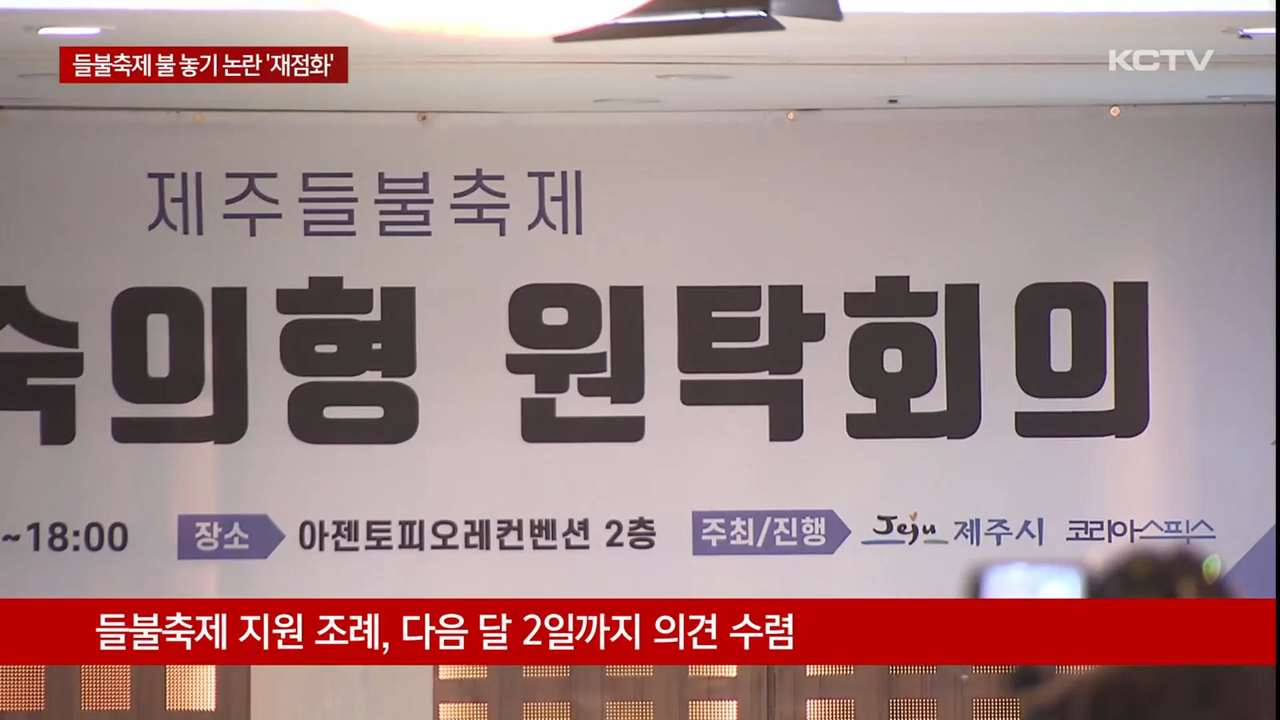 들불축제 불 놓기 논란 '재점화'
KCTV
제주들불축제
숙의형 원탁회의
~18:00 장소 아젠토피오레컨벤션 2층 주최/진행 Jeju 제주시 코리아스픽스
들불축제 지원 조례, 다음 달 2일까지 의견 수렴